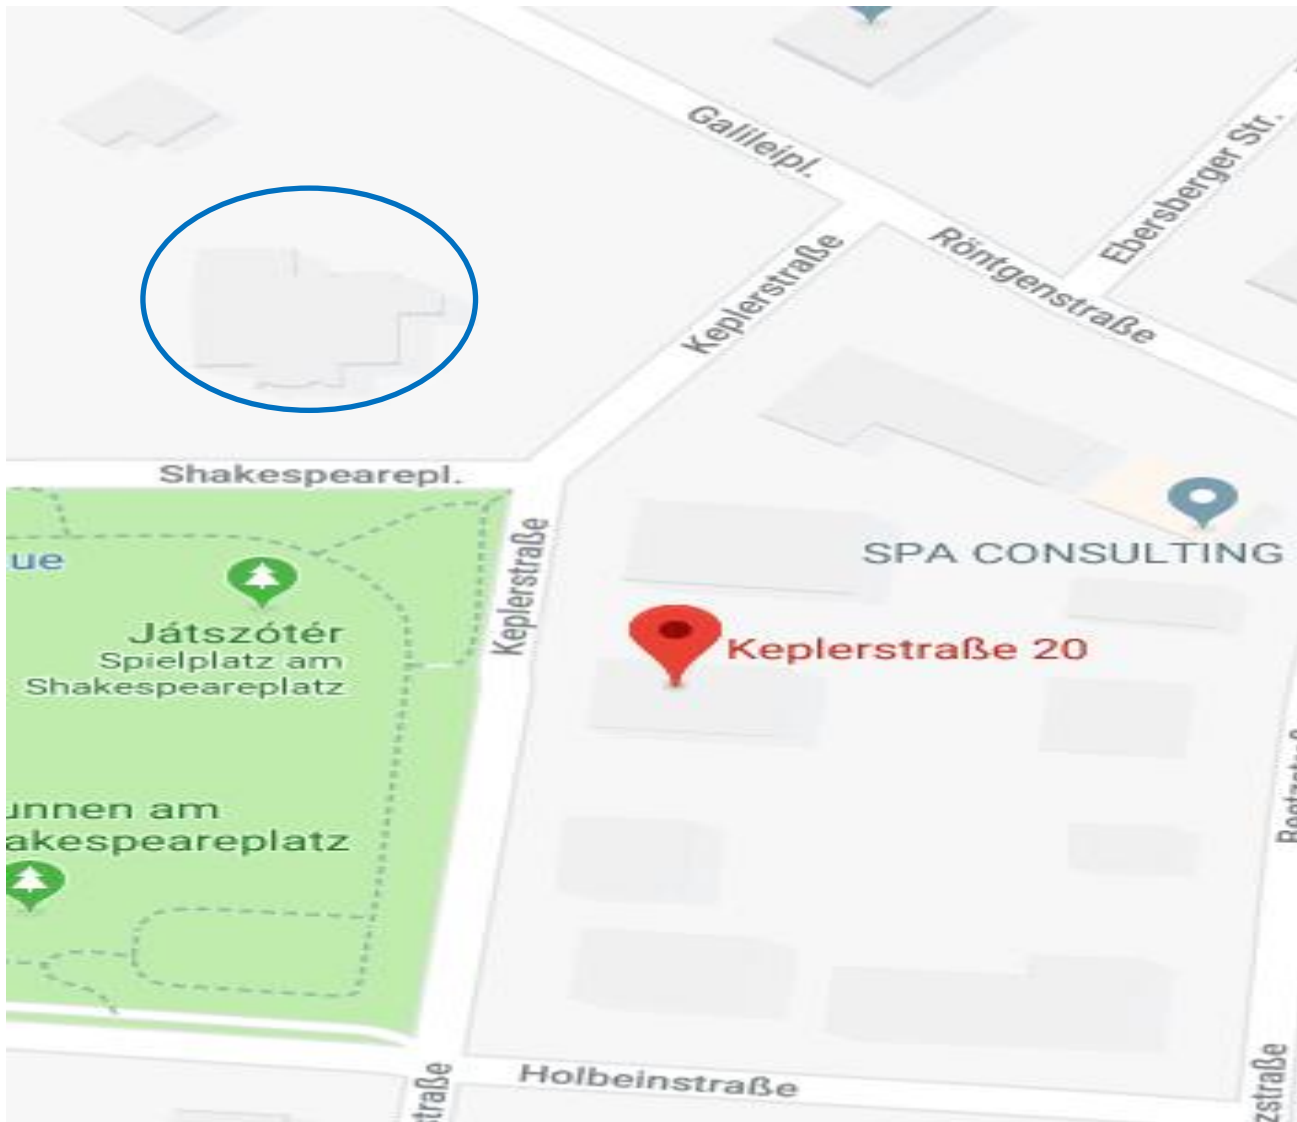 Galileipl.
Ebersberger Str.
Röntgenstraße
Keplerstraße
Shakespearepl.
Keplerstraße
SPA CONSULTING
ue
Játszótér
Spielplatz am
Shakespeareplatz
Keplerstraße 20
unnen am
akespeareplatz
Holbeinstraße
traße
zstraße